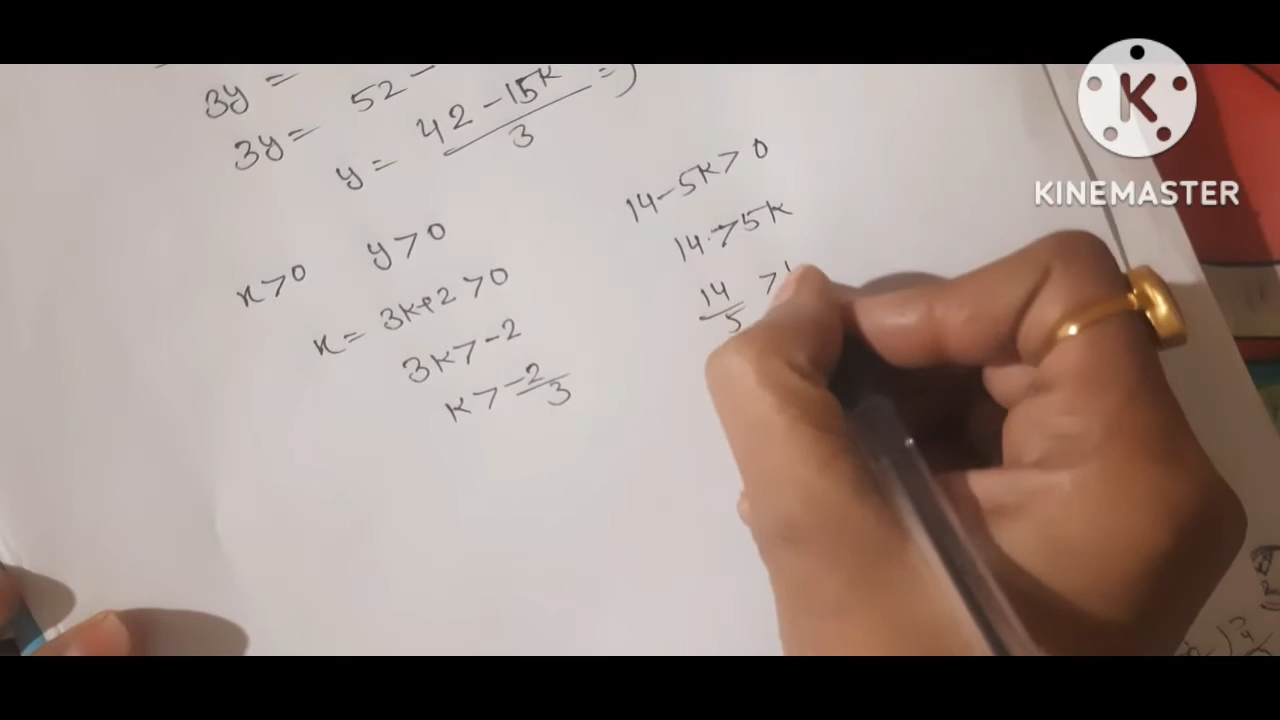 3y =
3y = 52 -
y = 42 - 15k / 3 =)
x > 0 y > 0
x = 3k+2 > 0
3k > -2
k > -2/3
14 - 5k > 0
14 > 5k
14/5 >
K
KINEMASTER